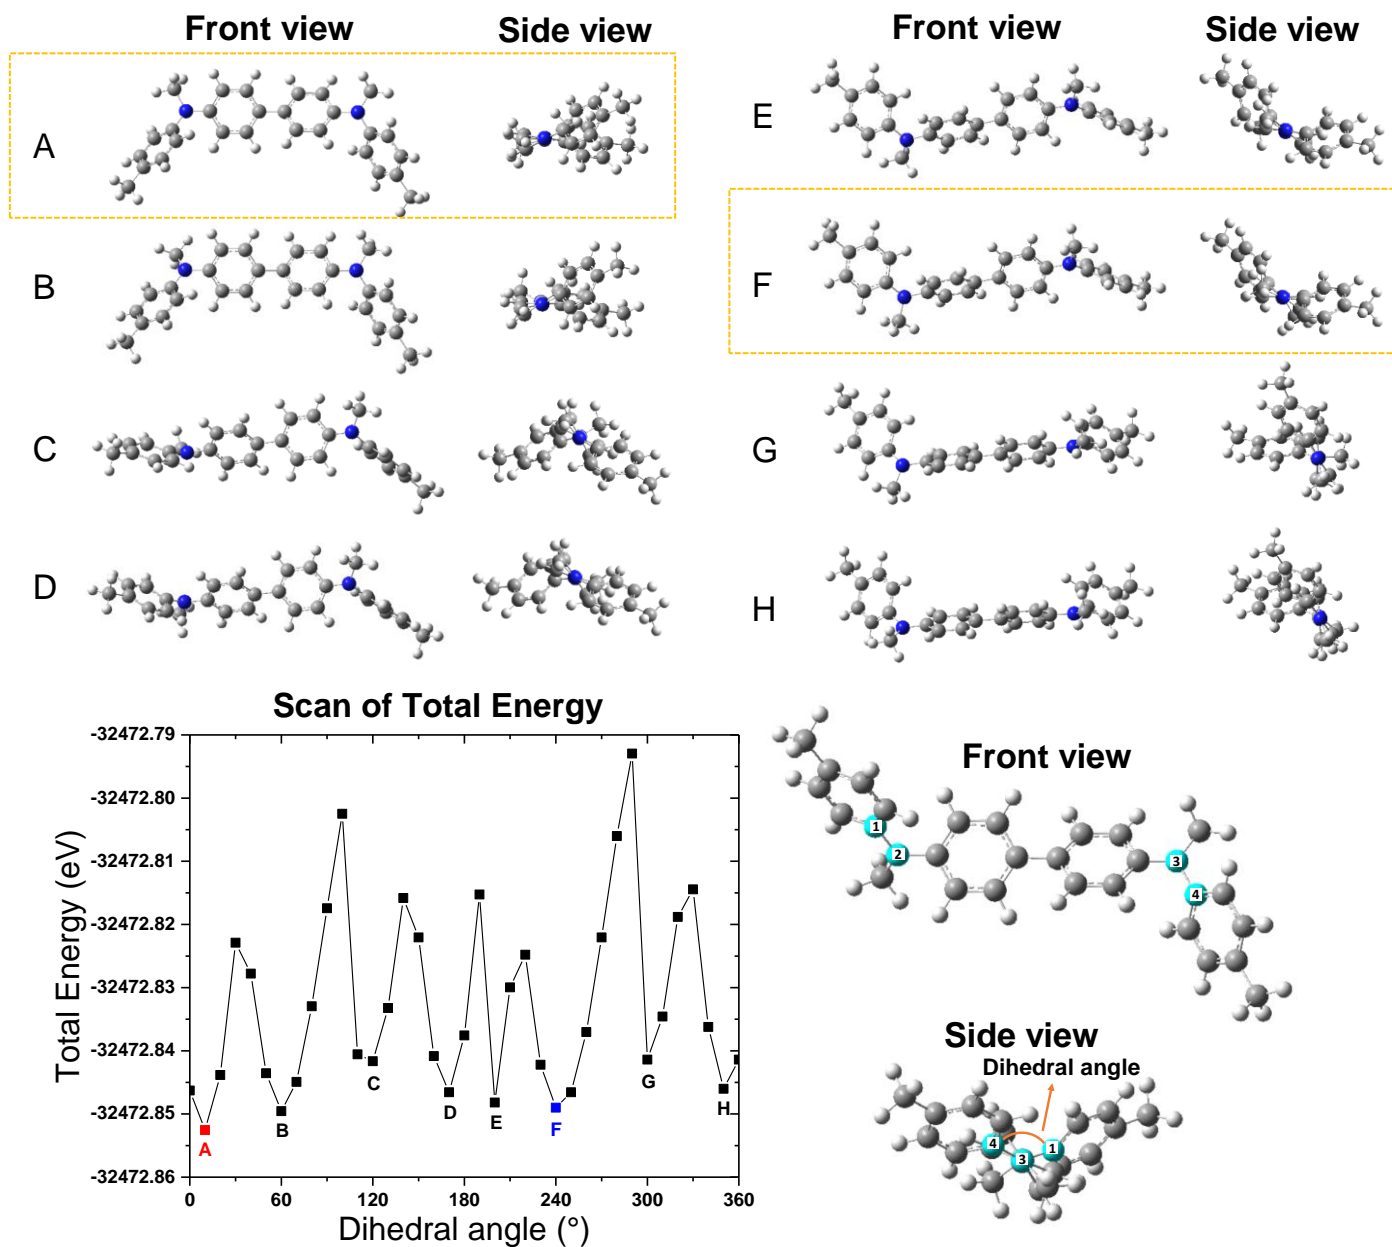 Front view
Side view
A
B
C
D
Front view
Side view
E
F
G
H
Scan of Total Energy
Total Energy (eV)
-32472.79
-32472.80
-32472.81
-32472.82
-32472.83
-32472.84
-32472.85
-32472.86
A
B
C
D
E
F
G
H
0
60
120
180
240
300
360
Dihedral angle (°)
Front view
1
2
3
4
Side view
Dihedral angle
4
3
1